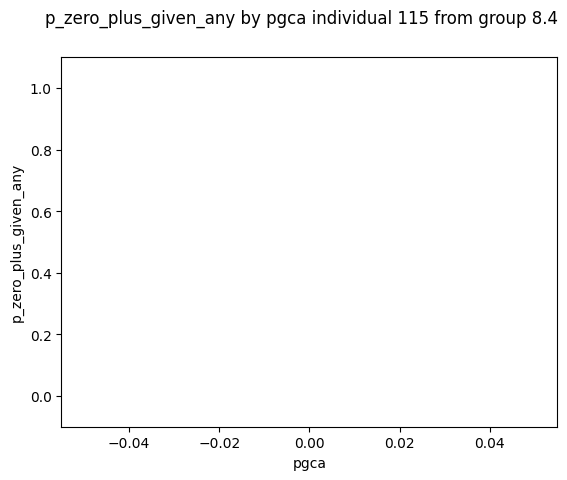 p_zero_plus_given_any by pgca individual 115 from group 8.4
1.0
0.8
0.6
0.4
0.2
0.0
p_zero_plus_given_any
−0.04 −0.02 0.00 0.02 0.04
pgca